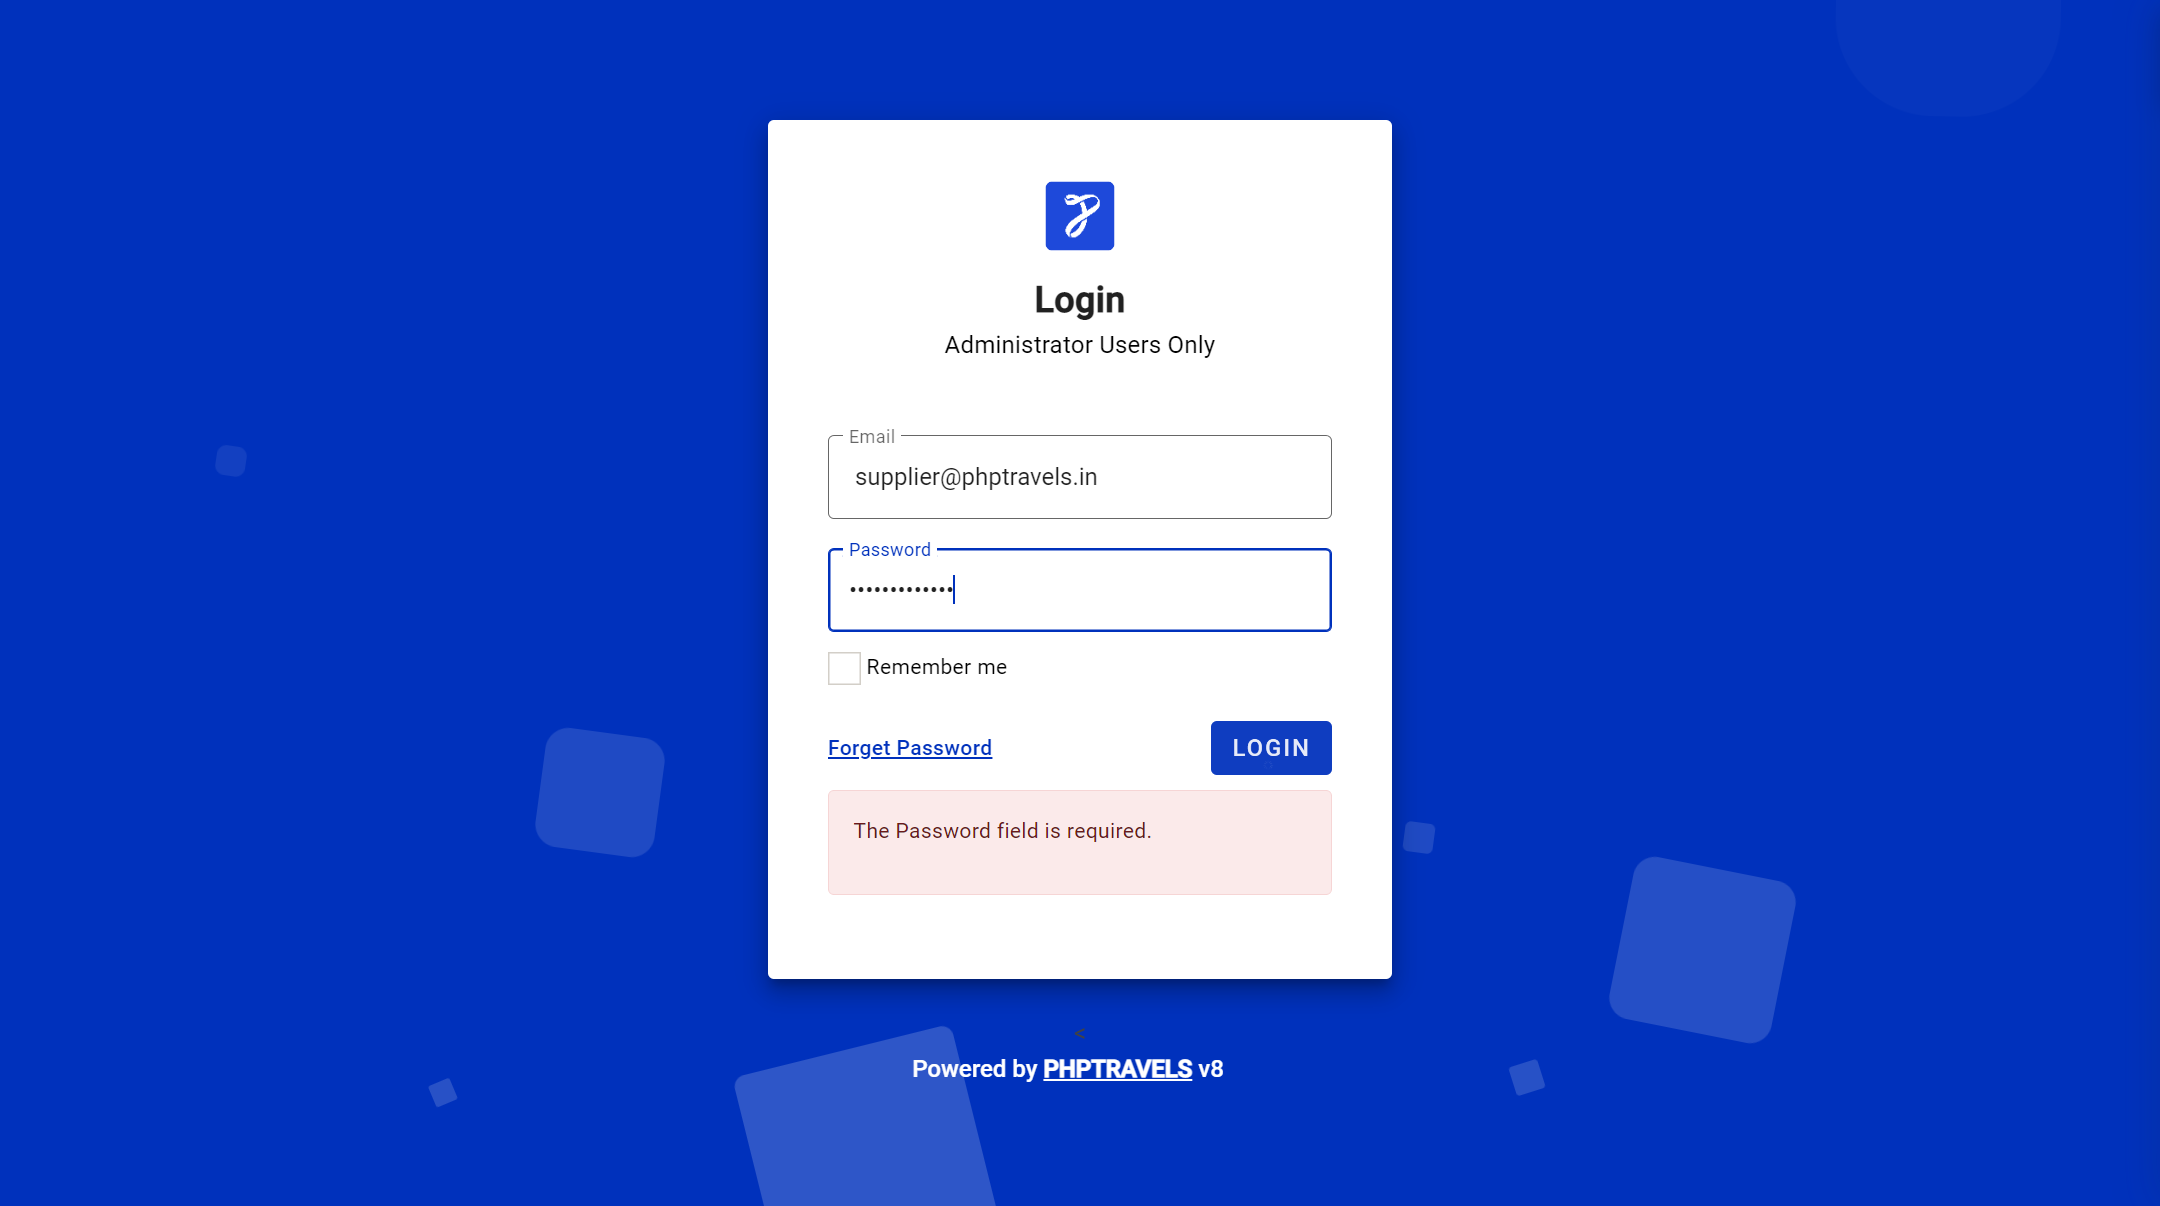 Login
Administrator Users Only
Email
supplier@phptravels.in
Password
•••••••••••••
Remember me
Forget Password
LOGIN
The Password field is required.
<
Powered by PHPTRAVELS v8